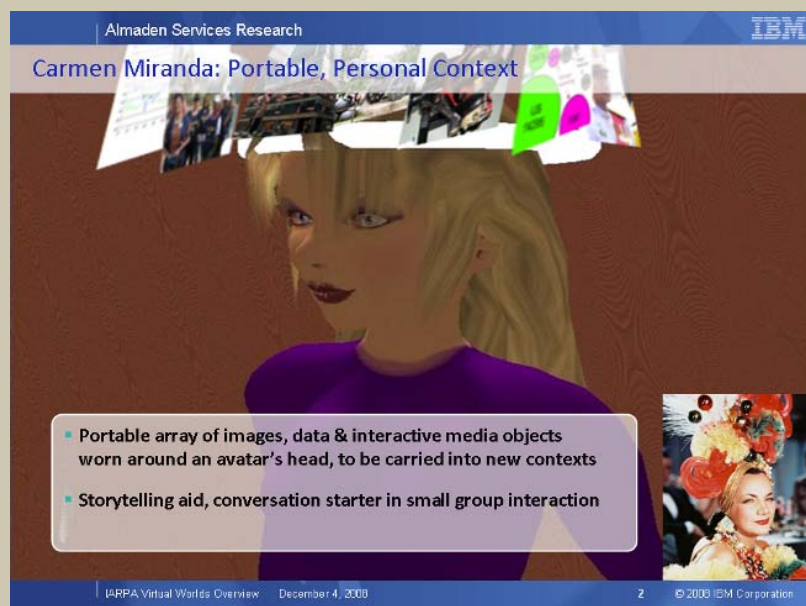 Almaden Services Research
IBM
Carmen Miranda: Portable, Personal Context
Portable array of images, data & interactive media objects
worn around an avatar's head, to be carried into new contexts
Storytelling aid, conversation starter in small group interaction
IARPA Virtual Worlds Overview December 4, 2008 2 © 2008 IBM Corporation